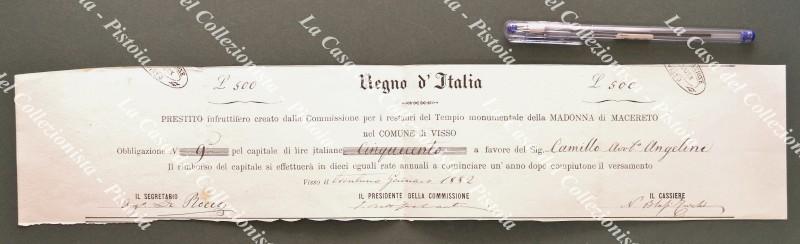 £ 500 Regno d'Italia £ 500
PRESTITO infruttifero creato dalla Commissione per i restauri del Tempio monumentale della MADONNA DI MACERETO
nel COMUNE di VISSO
Obbligazione N 9 pel capitale di lire italiane Cinquecento a favore del Sig. Camillo Avv.º Angelini
Il rimborso del capitale si effettuerà in dieci eguali rate annuali a cominciare un' anno dopo compiutone il versamento
Visso il trentuno Gennaro 1882
IL SEGRETARIO IL PRESIDENTE DELLA COMMISSIONE IL CASSIERE
La Casa del Collezionista - Pistoia